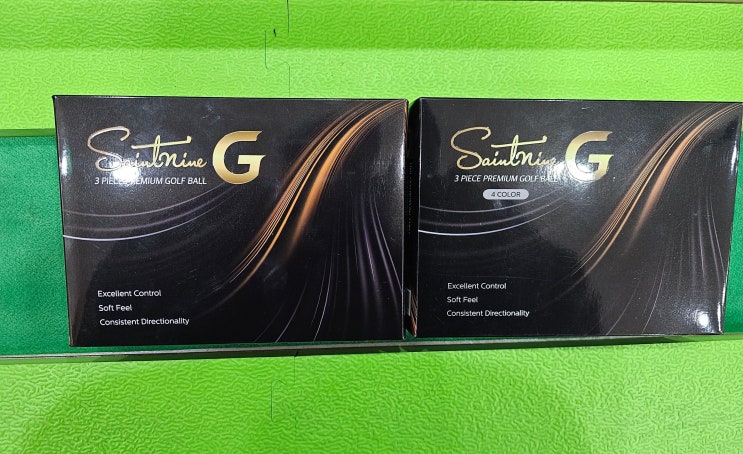 Saintnine G
3 PIECE PREMIUM GOLF BALL
Excellent Control
Soft Feel
Consistent Directionality
Saintnine G
3 PIECE PREMIUM GOLF BALL
4 COLOR
Excellent Control
Soft Feel
Consistent Directionality